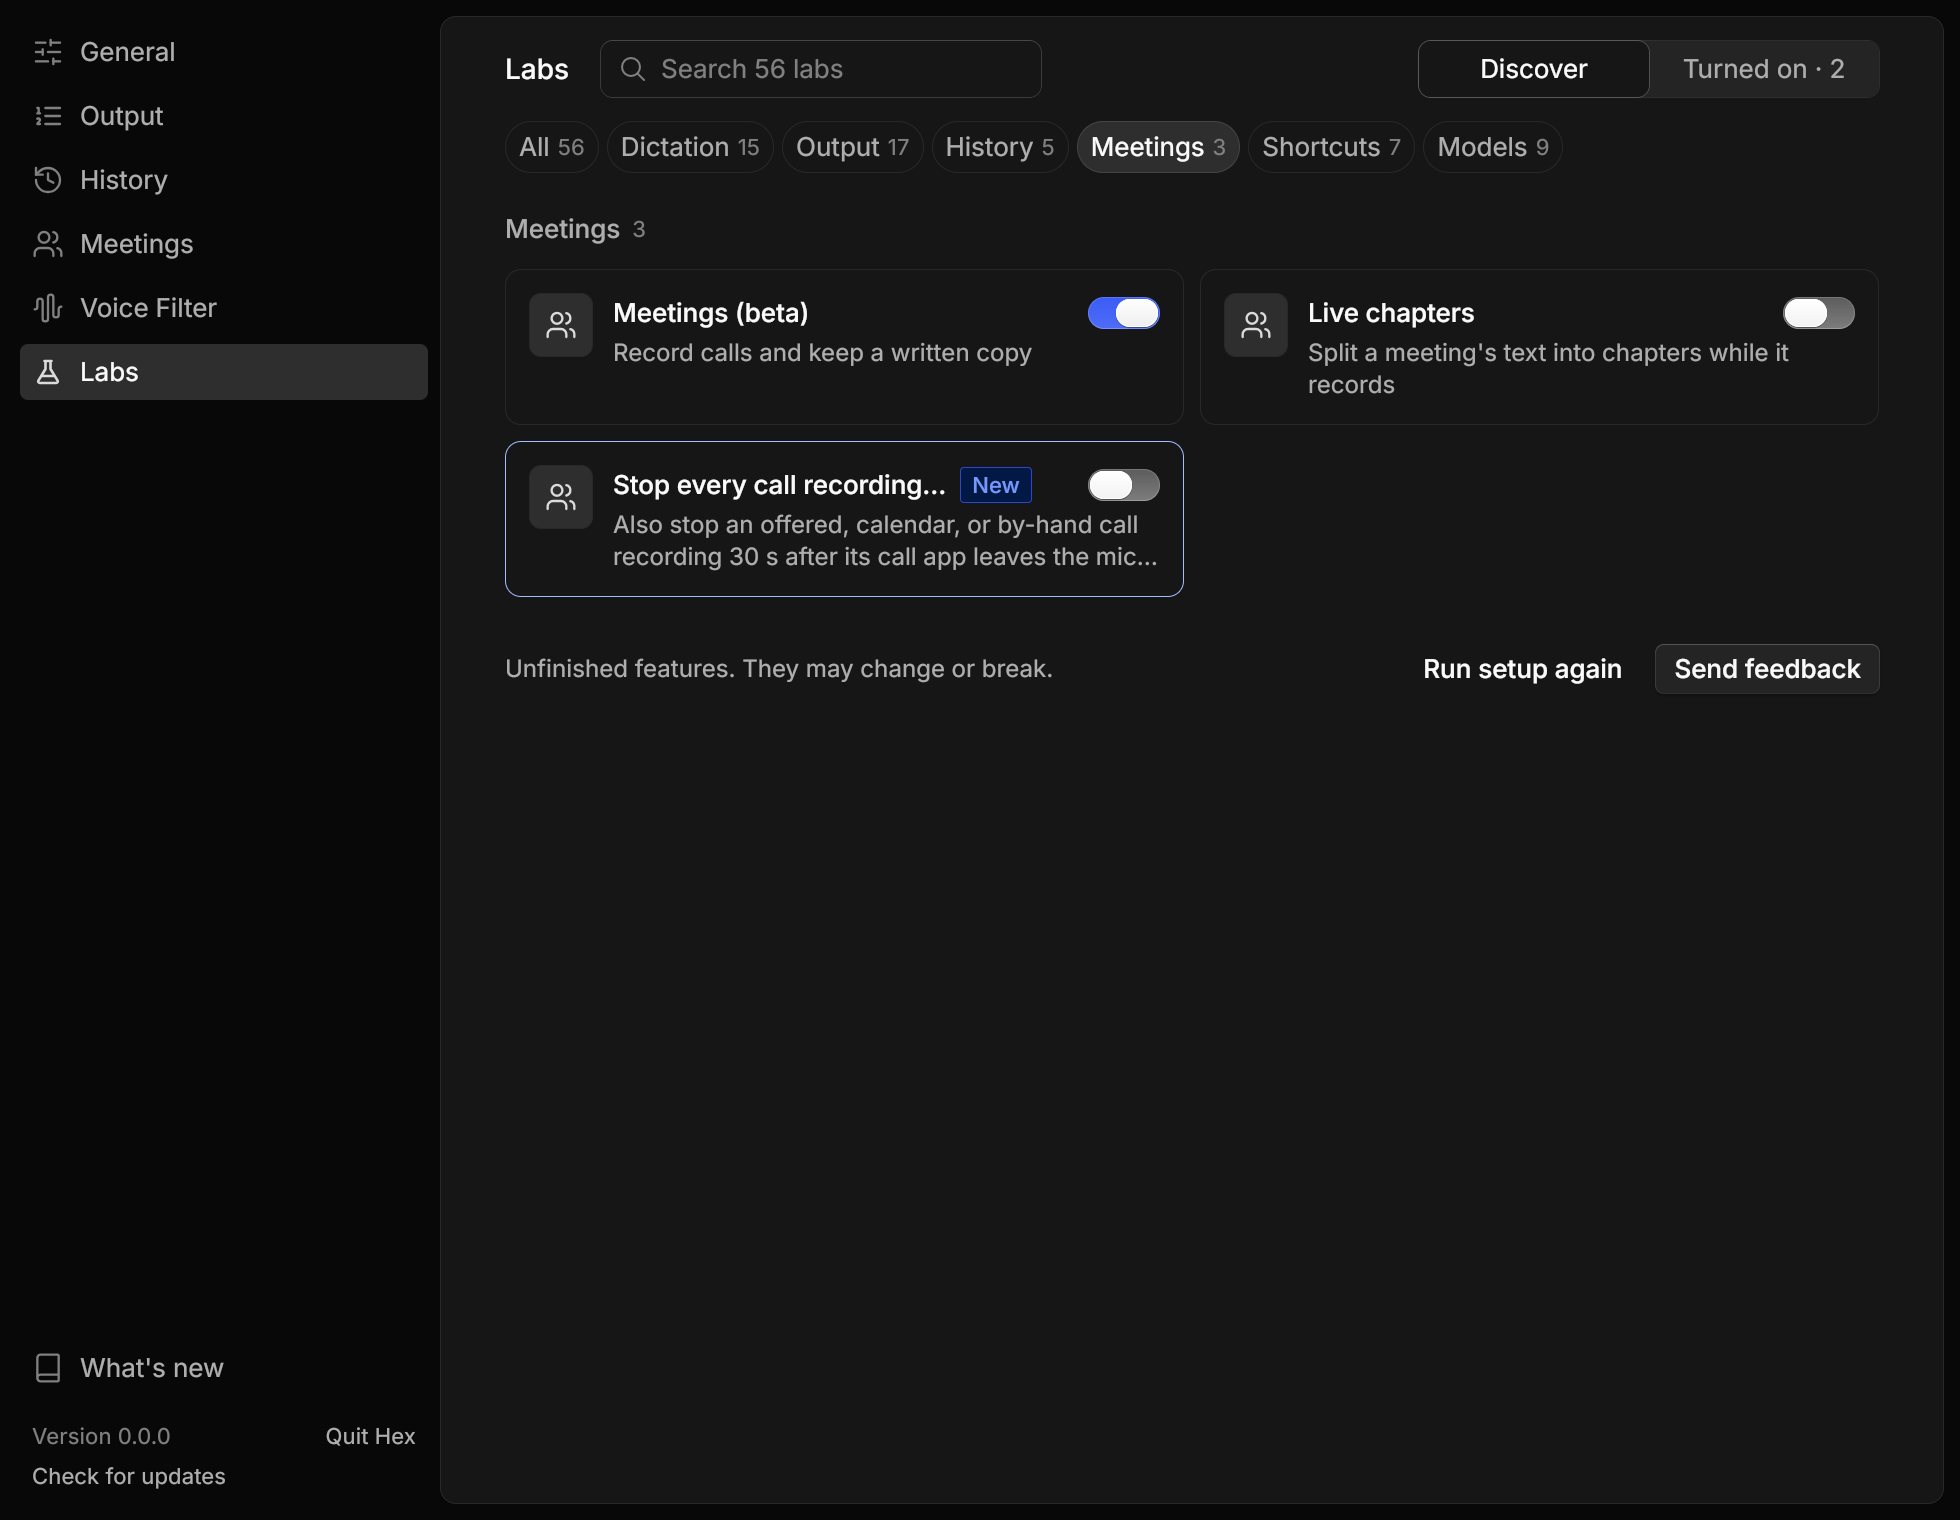 General
Output
History
Meetings
Voice Filter
Labs
What's new
Version 0.0.0
Quit Hex
Check for updates
Labs
Search 56 labs
Discover
Turned on · 2
All 56
Dictation 15
Output 17
History 5
Meetings 3
Shortcuts 7
Models 9
Meetings 3
Meetings (beta)
Record calls and keep a written copy
Live chapters
Split a meeting's text into chapters while it
records
Stop every call recording...
New
Also stop an offered, calendar, or by-hand call
recording 30 s after its call app leaves the mic...
Unfinished features. They may change or break.
Run setup again
Send feedback